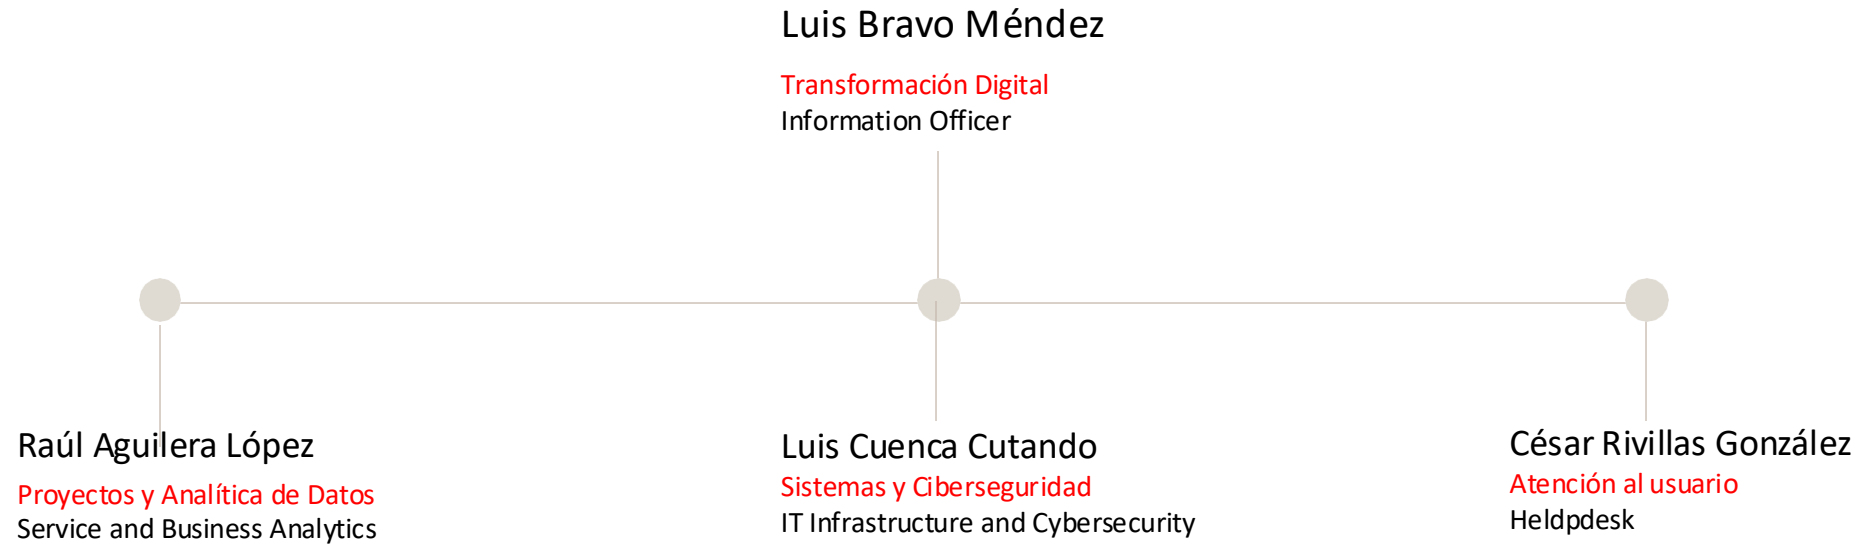 Luis Bravo Méndez
Transformación Digital
Information Officer
Raúl Aguilera López
Proyectos y Analítica de Datos
Service and Business Analytics
Luis Cuenca Cutando
Sistemas y Ciberseguridad
IT Infrastructure and Cybersecurity
César Rivillas González
Atención al usuario
Heldpdesk